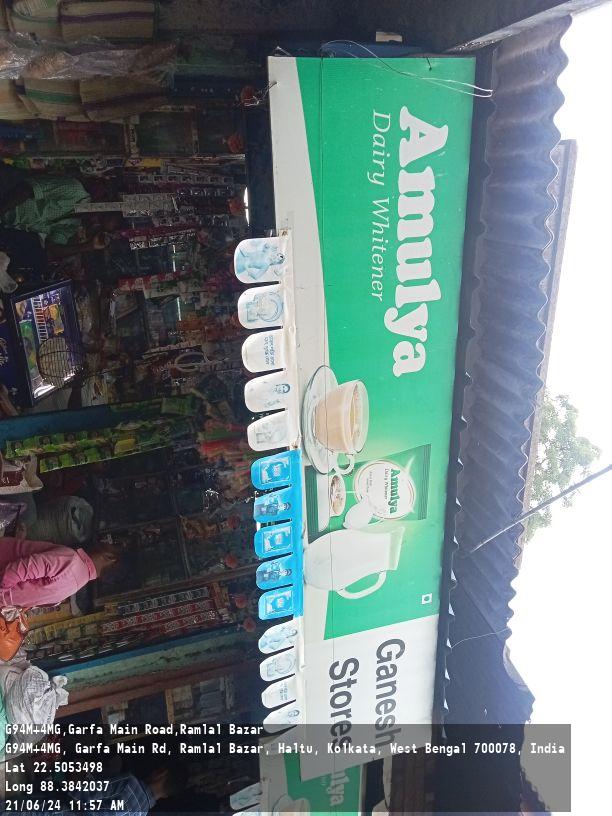 Amulya
Dairy Whitener
Amulya
Dairy Whitener
Ganesh
Stores
G94M+4MG,Garfa Main Road,Ramlal Bazar
G94M+4MG, Garfa Main Rd, Ramlal Bazar, Haltu, Kolkata, West Bengal 700078, India
Lat 22.5053498
Long 88.3842037
21/06/24 11:57 AM